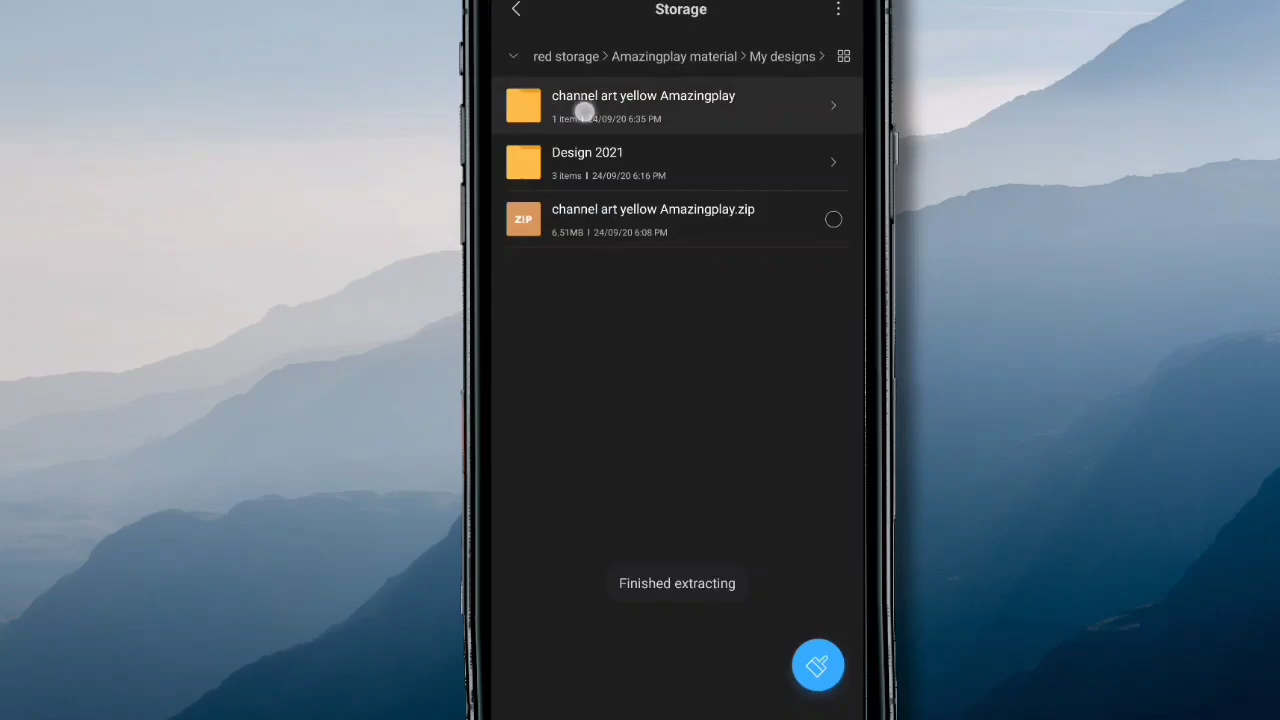 Storage
red storage > Amazingplay material > My designs >
channel art yellow Amazingplay
1 item | 24/09/20 6:35 PM
Design 2021
3 items | 24/09/20 6:16 PM
ZIP
channel art yellow Amazingplay.zip
6.51MB | 24/09/20 6:08 PM
Finished extracting